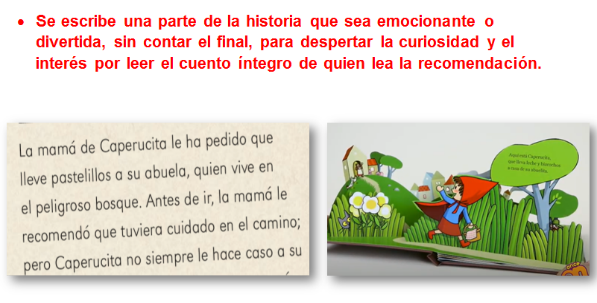 • Se escribe una parte de la historia que sea emocionante o
divertida, sin contar el final, para despertar la curiosidad y el
interés por leer el cuento íntegro de quien lea la recomendación.
La mamá de Caperucita le ha pedido que
lleve pastelillos a su abuela, quien vive en
el peligroso bosque. Antes de ir, la mamá le
recomendó que tuviera cuidado en el camino;
pero Caperucita no siempre le hace caso a su